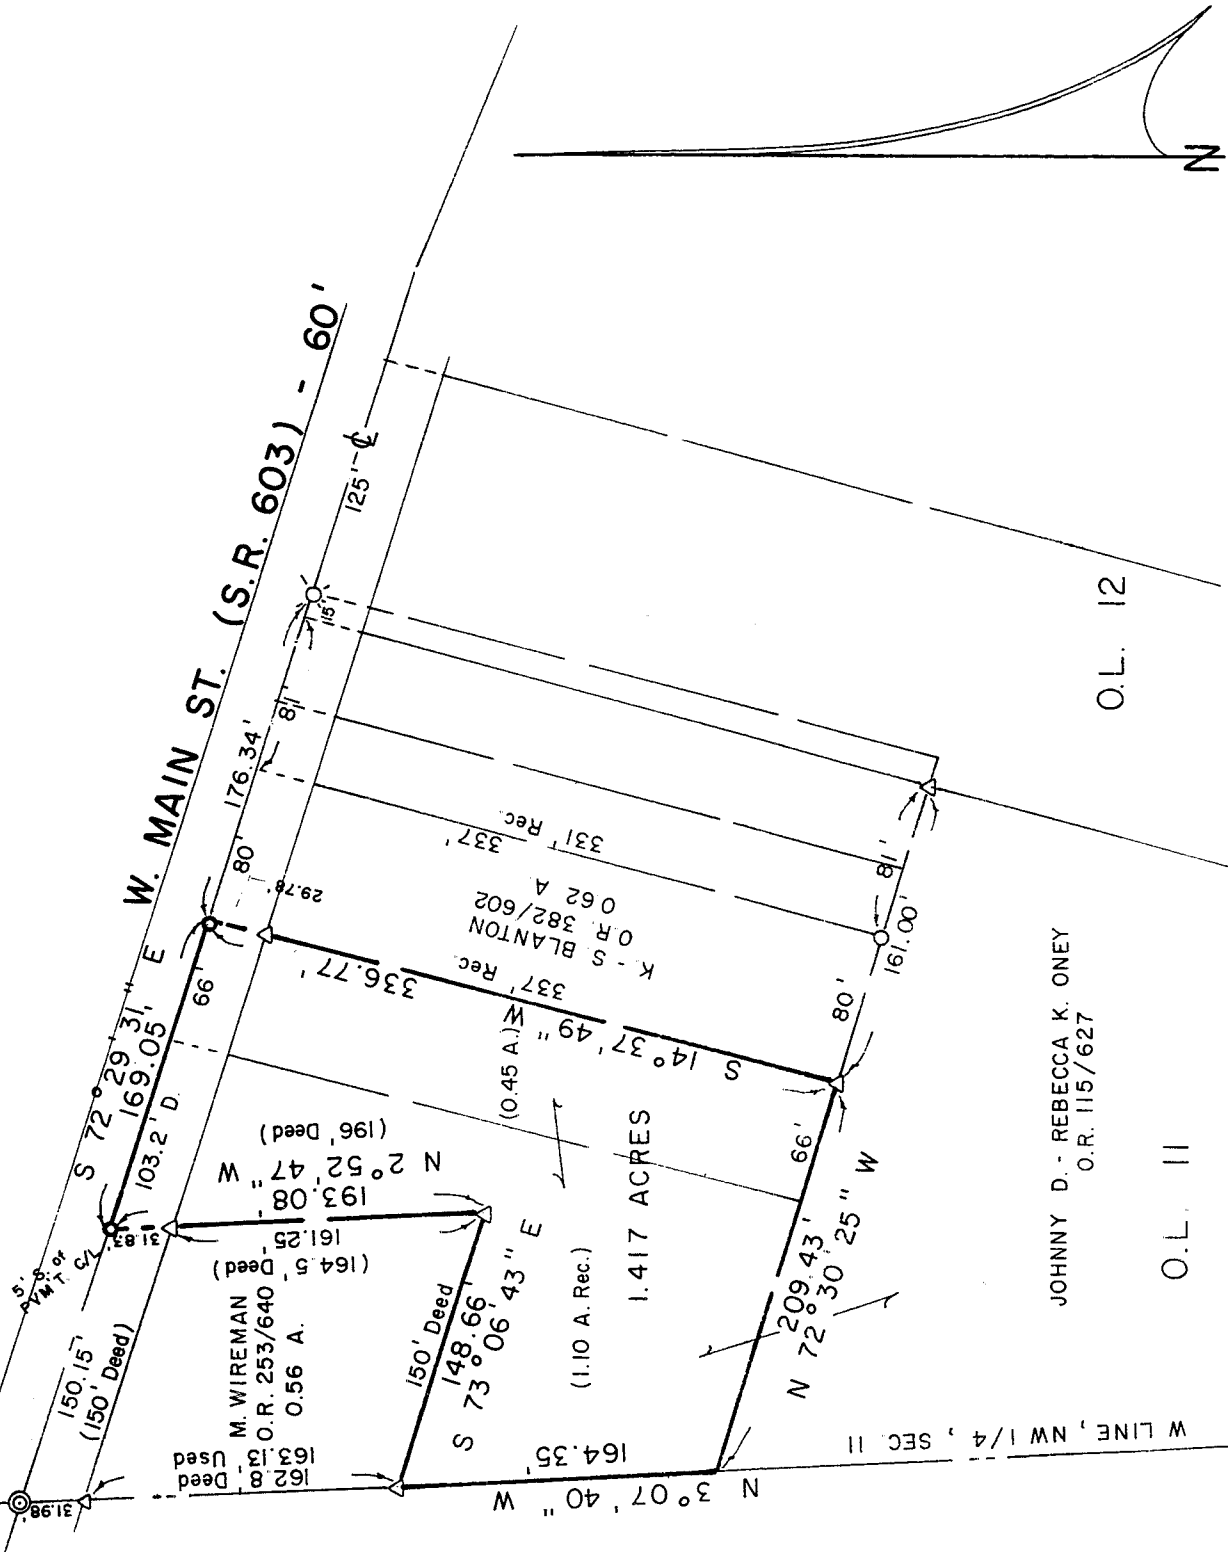 W. MAIN ST. (S.R. 603) - 60'
S 72° 29' 31" E
169.05'
103.2' D.
66'
5' S. of
PVM'T. C/L
150.15'
(150' Deed)
31.98'
31.83'
176.34'
80'
81'
15'
125'
29.78'
M. WIREMAN
O.R. 253/640
0.56 A.
162.8' Deed
163.13' Used
(164.5' Deed)
161.25'
193.08'
N 2° 52' 47" W
(196' Deed)
150' Deed
148.66'
S 73° 06' 43" E
(1.10 A. Rec.)
1.417 ACRES
(0.45 A.)
336.77'
337' Rec.
S 14° 37' 49" W
K. - S. BLANTON
O.R. 382/602
0.62 A
337'
331' Rec.
164.35'
N 3° 07' 40" W
209.43'
N 72° 30' 25" W
66'
80'
161.00'
81'
W LINE, NW 1/4, SEC. 11
JOHNNY D. - REBECCA K. ONEY
O.R. 115/627
O.L. 11
O.L. 12
N